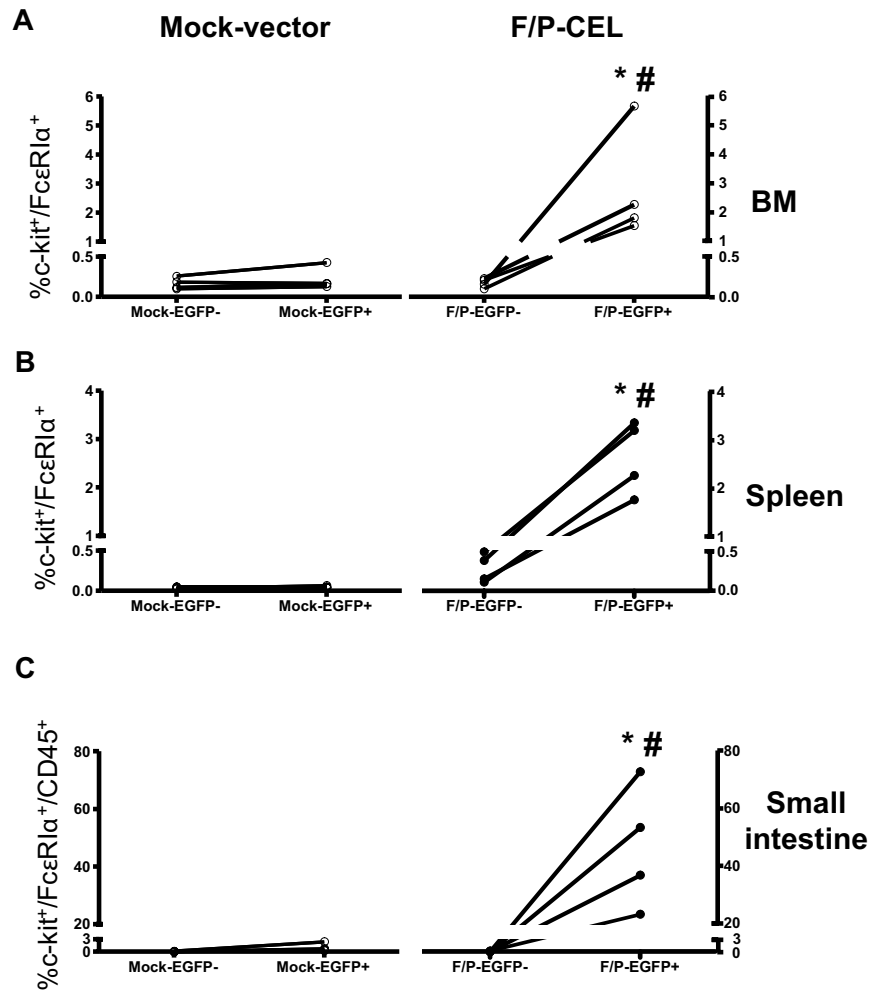 A
Mock-vector
F/P-CEL
* #
%c-kit⁺/FcεRIα⁺
6
5
4
3
2
1
0.5
0.0
6
5
4
3
2
1
0.5
0.0
BM
Mock-EGFP-
Mock-EGFP+
F/P-EGFP-
F/P-EGFP+
B
* #
%c-kit⁺/FcεRIα⁺
4
3
2
1
0.5
0.0
4
3
2
1
0.5
0.0
Spleen
Mock-EGFP-
Mock-EGFP+
F/P-EGFP-
F/P-EGFP+
C
* #
%c-kit⁺/FcεRIα⁺/CD45⁺
80
60
40
20
3
0
80
60
40
20
3
0
Small
intestine
Mock-EGFP-
Mock-EGFP+
F/P-EGFP-
F/P-EGFP+